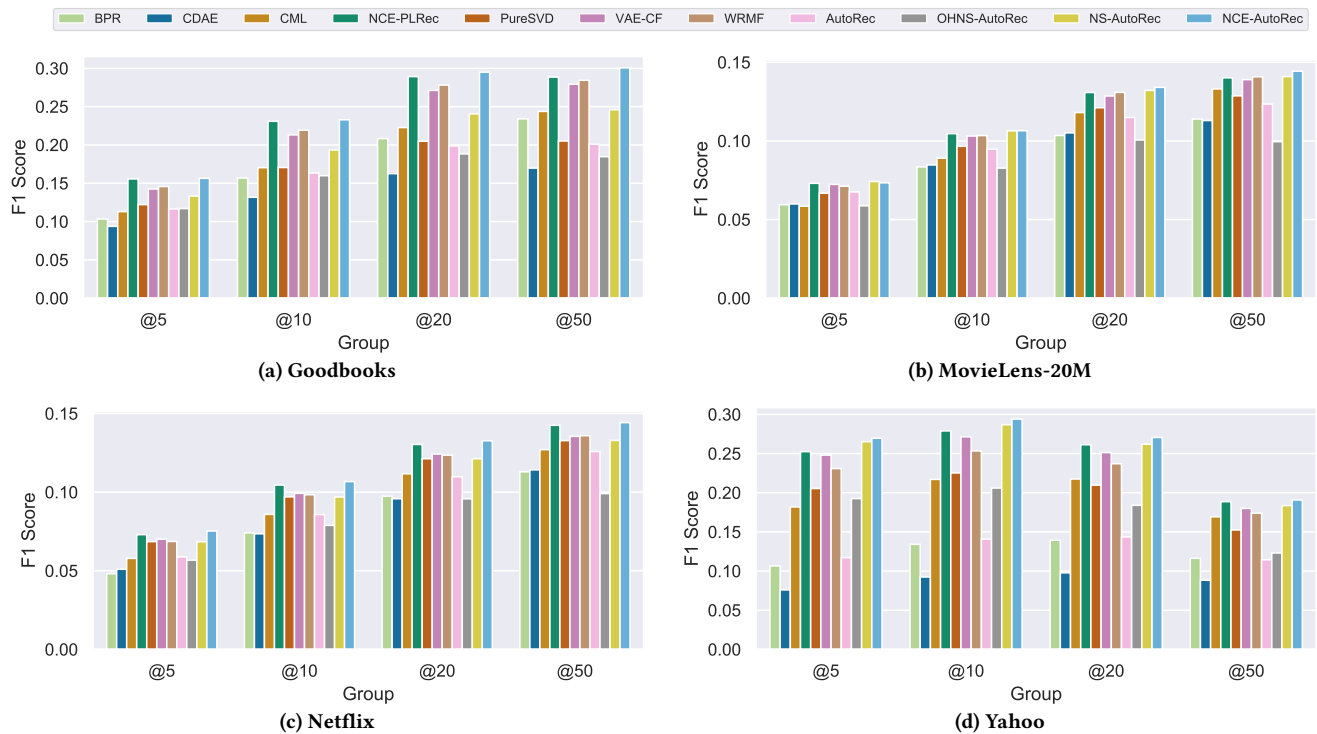 BPR CDAE CML NCE-PLRec PureSVD VAE-CF WRMF AutoRec OHNS-AutoRec NS-AutoRec NCE-AutoRec
F1 Score
0.30
0.25
0.20
0.15
0.10
0.05
0.00
@5 @10 @20 @50
Group
(a) Goodbooks
F1 Score
0.15
0.10
0.05
0.00
@5 @10 @20 @50
Group
(b) MovieLens-20M
F1 Score
0.15
0.10
0.05
0.00
@5 @10 @20 @50
Group
(c) Netflix
F1 Score
0.30
0.25
0.20
0.15
0.10
0.05
0.00
@5 @10 @20 @50
Group
(d) Yahoo